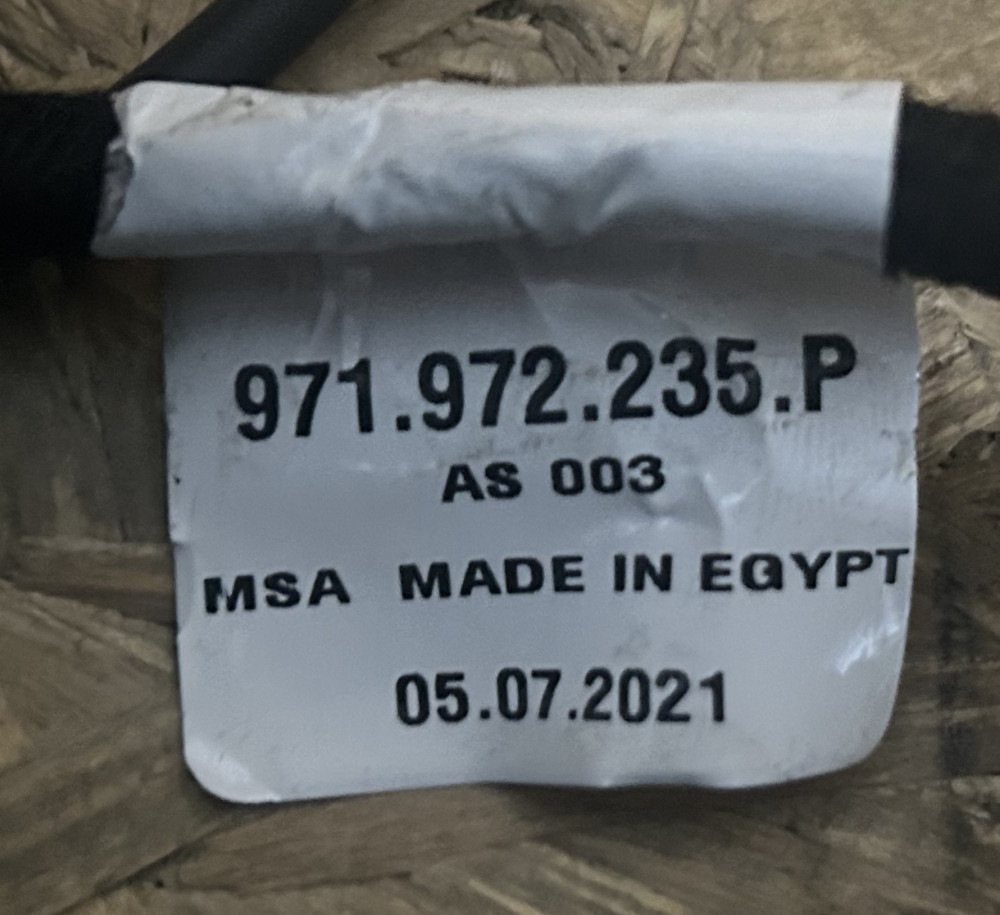 971.972.235.P
AS 003
MSA MADE IN EGYPT
05.07.2021